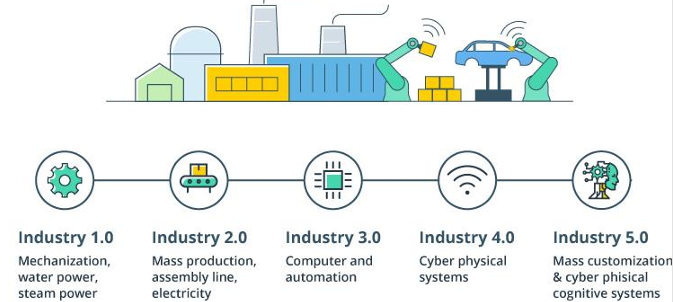 Industry 1.0
Mechanization,
water power,
steam power
Industry 2.0
Mass production,
assembly line,
electricity
Industry 3.0
Computer and
automation
Industry 4.0
Cyber physical
systems
Industry 5.0
Mass customization
& cyber phisical
cognitive systems